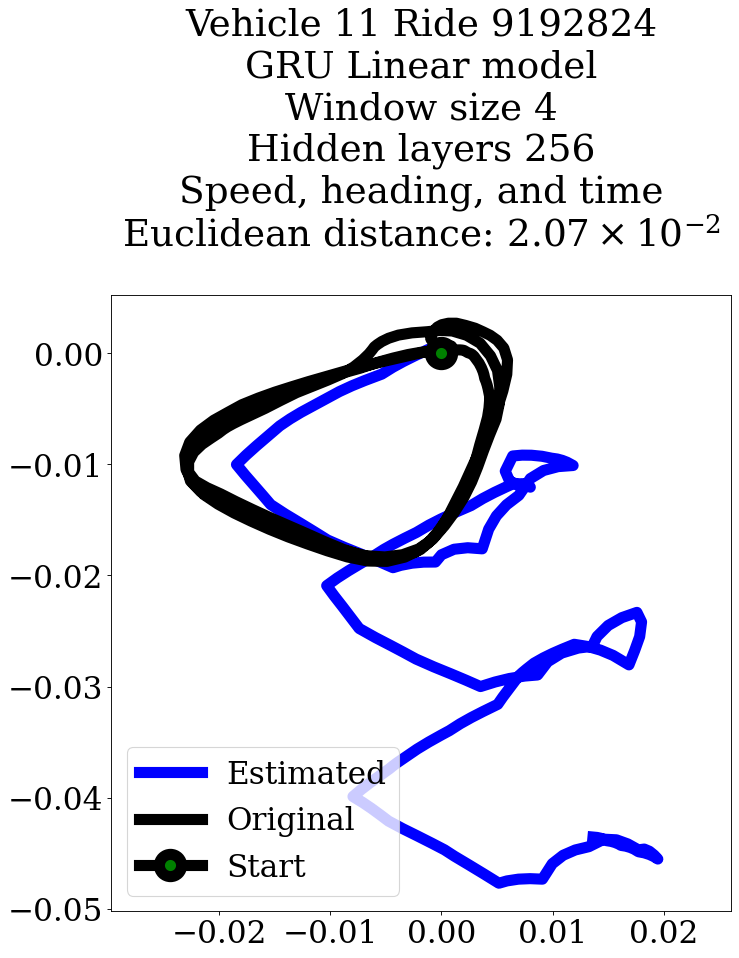 Vehicle 11 Ride 9192824
GRU Linear model
Window size 4
Hidden layers 256
Speed, heading, and time
Euclidean distance: 2.07 × 10⁻²
0.00
−0.01
−0.02
−0.03
−0.04
−0.05
Estimated
Original
Start
−0.02 −0.01 0.00 0.01 0.02